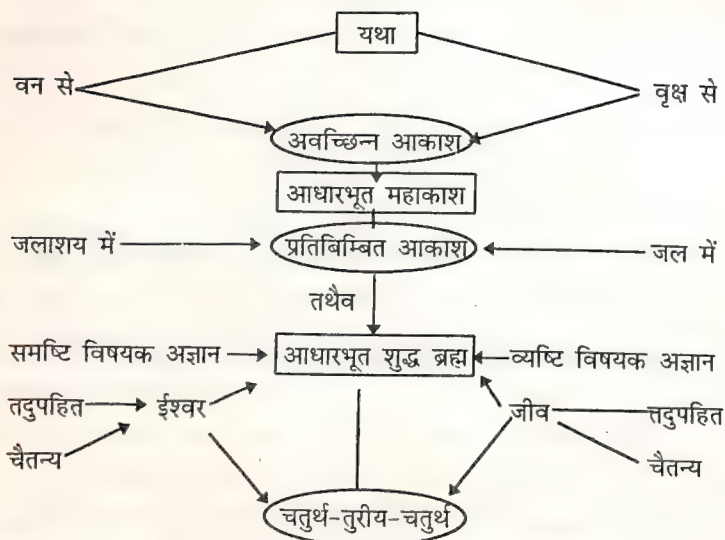 यथा
वन से
वृक्ष से
अवच्छिन्न आकाश
आधारभूत महाकाश
जलाशय में
प्रतिबिम्बित आकाश
जल में
तथैव
समष्टि विषयक अज्ञान
आधारभूत शुद्ध ब्रह्म
व्यष्टि विषयक अज्ञान
तदुपहित
ईश्वर
जीव
तदुपहित
चैतन्य
चैतन्य
चतुर्थ-तुरीय-चतुर्थ